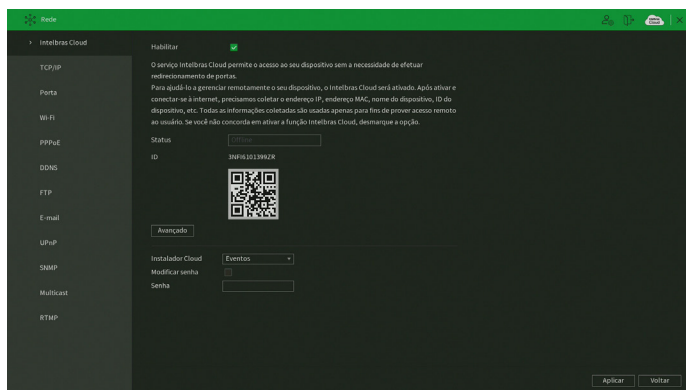 Rede
Intelbras Cloud
TCP/IP
Porta
Wi-Fi
PPPoE
DDNS
FTP
E-mail
UPnP
SNMP
Multicast
RTMP
Habilitar
O serviço Intelbras Cloud permite o acesso ao seu dispositivo sem a necessidade de efetuar
redirecionamento de portas.
Para ajudá-lo a gerenciar remotamente o seu dispositivo, o Intelbras Cloud será ativado. Após ativar e
conectar-se à internet, precisamos coletar o endereço IP, endereço MAC, nome do dispositivo, ID do
dispositivo, etc. Todas as informações coletadas são usadas apenas para fins de prover acesso remoto
ao usuário. Se você não concorda em ativar a função Intelbras Cloud, desmarque a opção.
Status Offline
ID 3NFI6101399ZR
Avançado
Instalador Cloud Eventos
Modificar senha
Senha
Aplicar Voltar